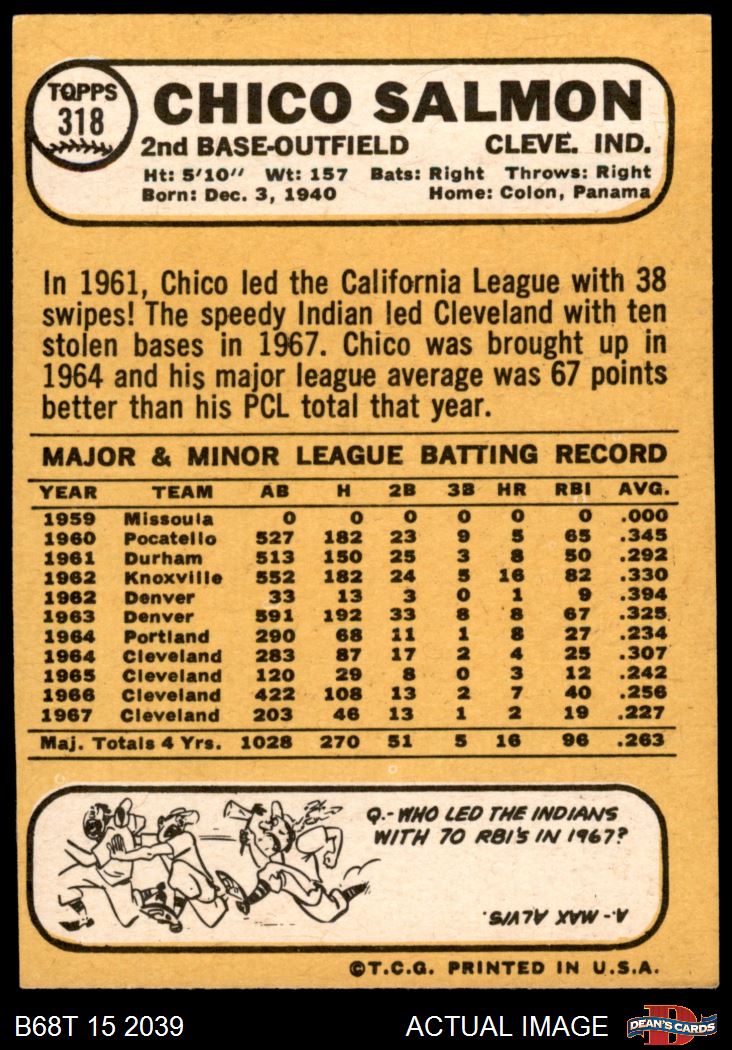 TOPPS
318
CHICO SALMON
2nd BASE-OUTFIELD CLEVE. IND.
Ht: 5'10" Wt: 157 Bats: Right Throws: Right
Born: Dec. 3, 1940 Home: Colon, Panama
In 1961, Chico led the California League with 38
swipes! The speedy Indian led Cleveland with ten
stolen bases in 1967. Chico was brought up in
1964 and his major league average was 67 points
better than his PCL total that year.
MAJOR & MINOR LEAGUE BATTING RECORD
YEAR TEAM AB H 2B 3B HR RBI AVG.
1959 Missoula 0 0 0 0 0 0 .000
1960 Pocatello 527 182 23 9 5 65 .345
1961 Durham 513 150 25 3 8 50 .292
1962 Knoxville 552 182 24 5 16 82 .330
1962 Denver 33 13 3 0 1 9 .394
1963 Denver 591 192 33 8 8 67 .325
1964 Portland 290 68 11 1 8 27 .234
1964 Cleveland 283 87 17 2 4 25 .307
1965 Cleveland 120 29 8 0 3 12 .242
1966 Cleveland 422 108 13 2 7 40 .256
1967 Cleveland 203 46 13 1 2 19 .227
Maj. Totals 4 Yrs. 1028 270 51 5 16 96 .263
Q.- WHO LED THE INDIANS
WITH 70 RBI'S IN 1967?
A.- MAX ALVIS.
©T.C.G. PRINTED IN U.S.A.
B68T 15 2039 ACTUAL IMAGE
D
DEAN'S CARDS